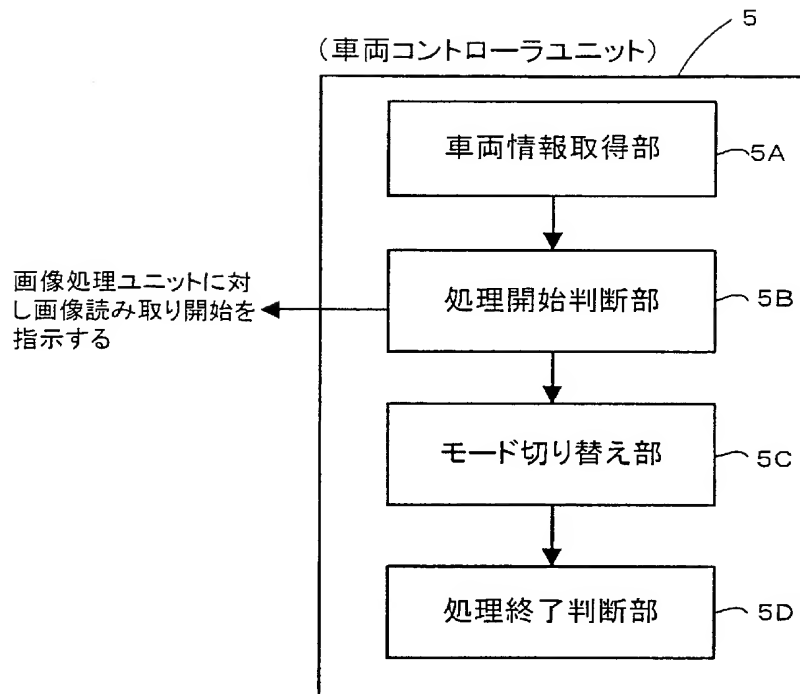 5
(車両コントローラユニット)
車両情報取得部
5A
画像処理ユニットに対
し画像読み取り開始を
指示する
処理開始判断部
5B
モード切り替え部
5C
処理終了判断部
5D